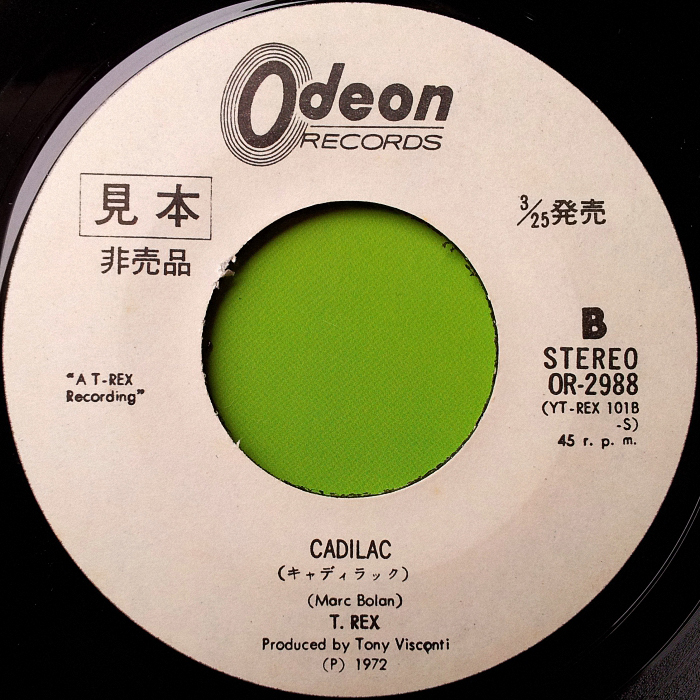 Odeon
RECORDS
見本
非売品
3/25発売
B
STEREO
OR-2988
(YT-REX 101B
-S)
45 r. p. m.
“A T-REX
Recording”
CADILAC
(キャディラック)
(Marc Bolan)
T. REX
Produced by Tony Visconti
(P) 1972